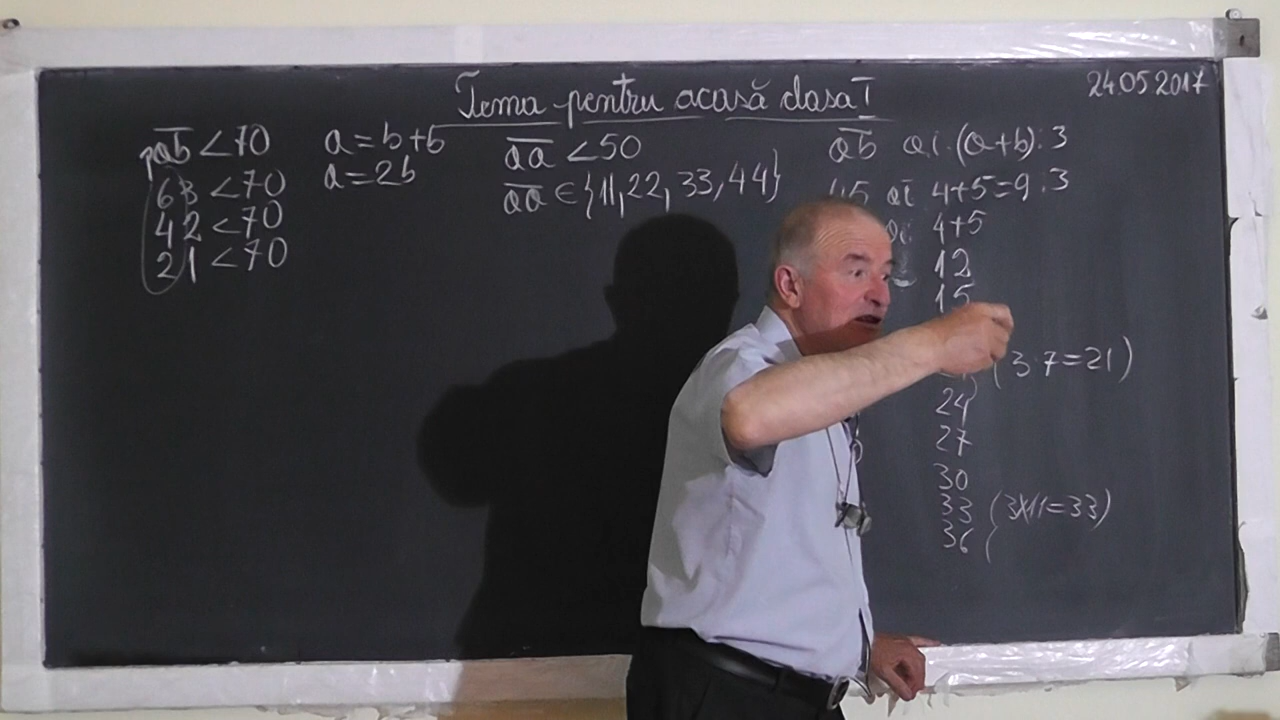 Tema pentru acasă clasa I
24.05.2017
ab < 70
63 < 70
42 < 70
21 < 70
a = b + b
a = 2b
aa < 50
aa ∈ {11, 22, 33, 44}
ab aî (a+b) : 3
45 aî 4+5=9 : 3
4+5
12
15
(3·7=21)
24
27
30
33 (3×11=33)
36